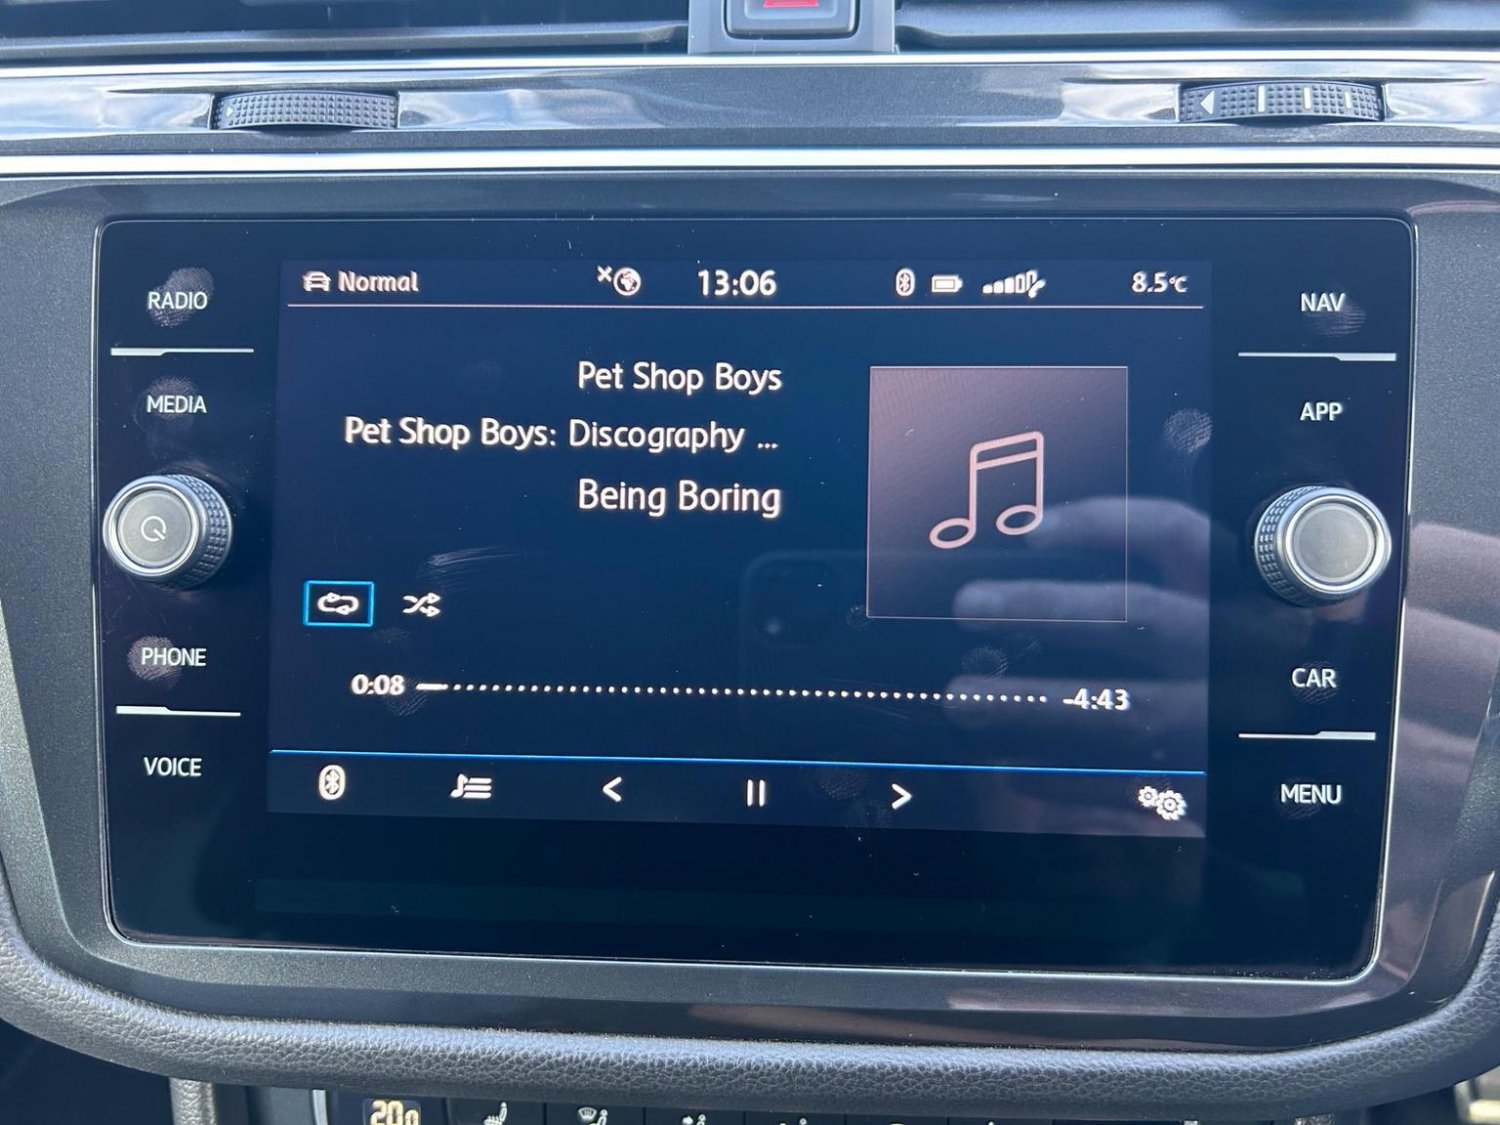 RADIO
MEDIA
PHONE
VOICE
Normal
13:06
8.5°C
Pet Shop Boys
Pet Shop Boys: Discography ...
Being Boring
0:08
-4:43
NAV
APP
CAR
MENU